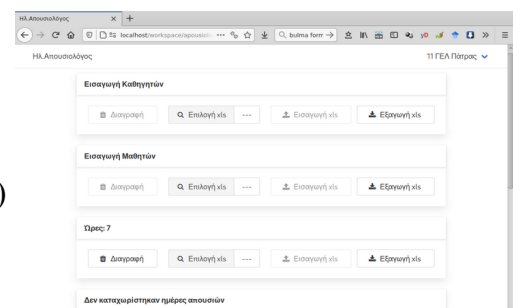 Ηλ.Απουσιολόγος
localhost/workspace/apousiol
bulma form
Ηλ.Απουσιολόγος 11 ΓΕΛ Πάτρας
Εισαγωγή Καθηγητών
Διαγραφή Επιλογή xls --- Εισαγωγή xls Εξαγωγή xls
Εισαγωγή Μαθητών
Διαγραφή Επιλογή xls --- Εισαγωγή xls Εξαγωγή xls
)
Ώρες: 7
Διαγραφή Επιλογή xls --- Εισαγωγή xls Εξαγωγή xls
Δεν καταχωρίστηκαν ημέρες απουσιών